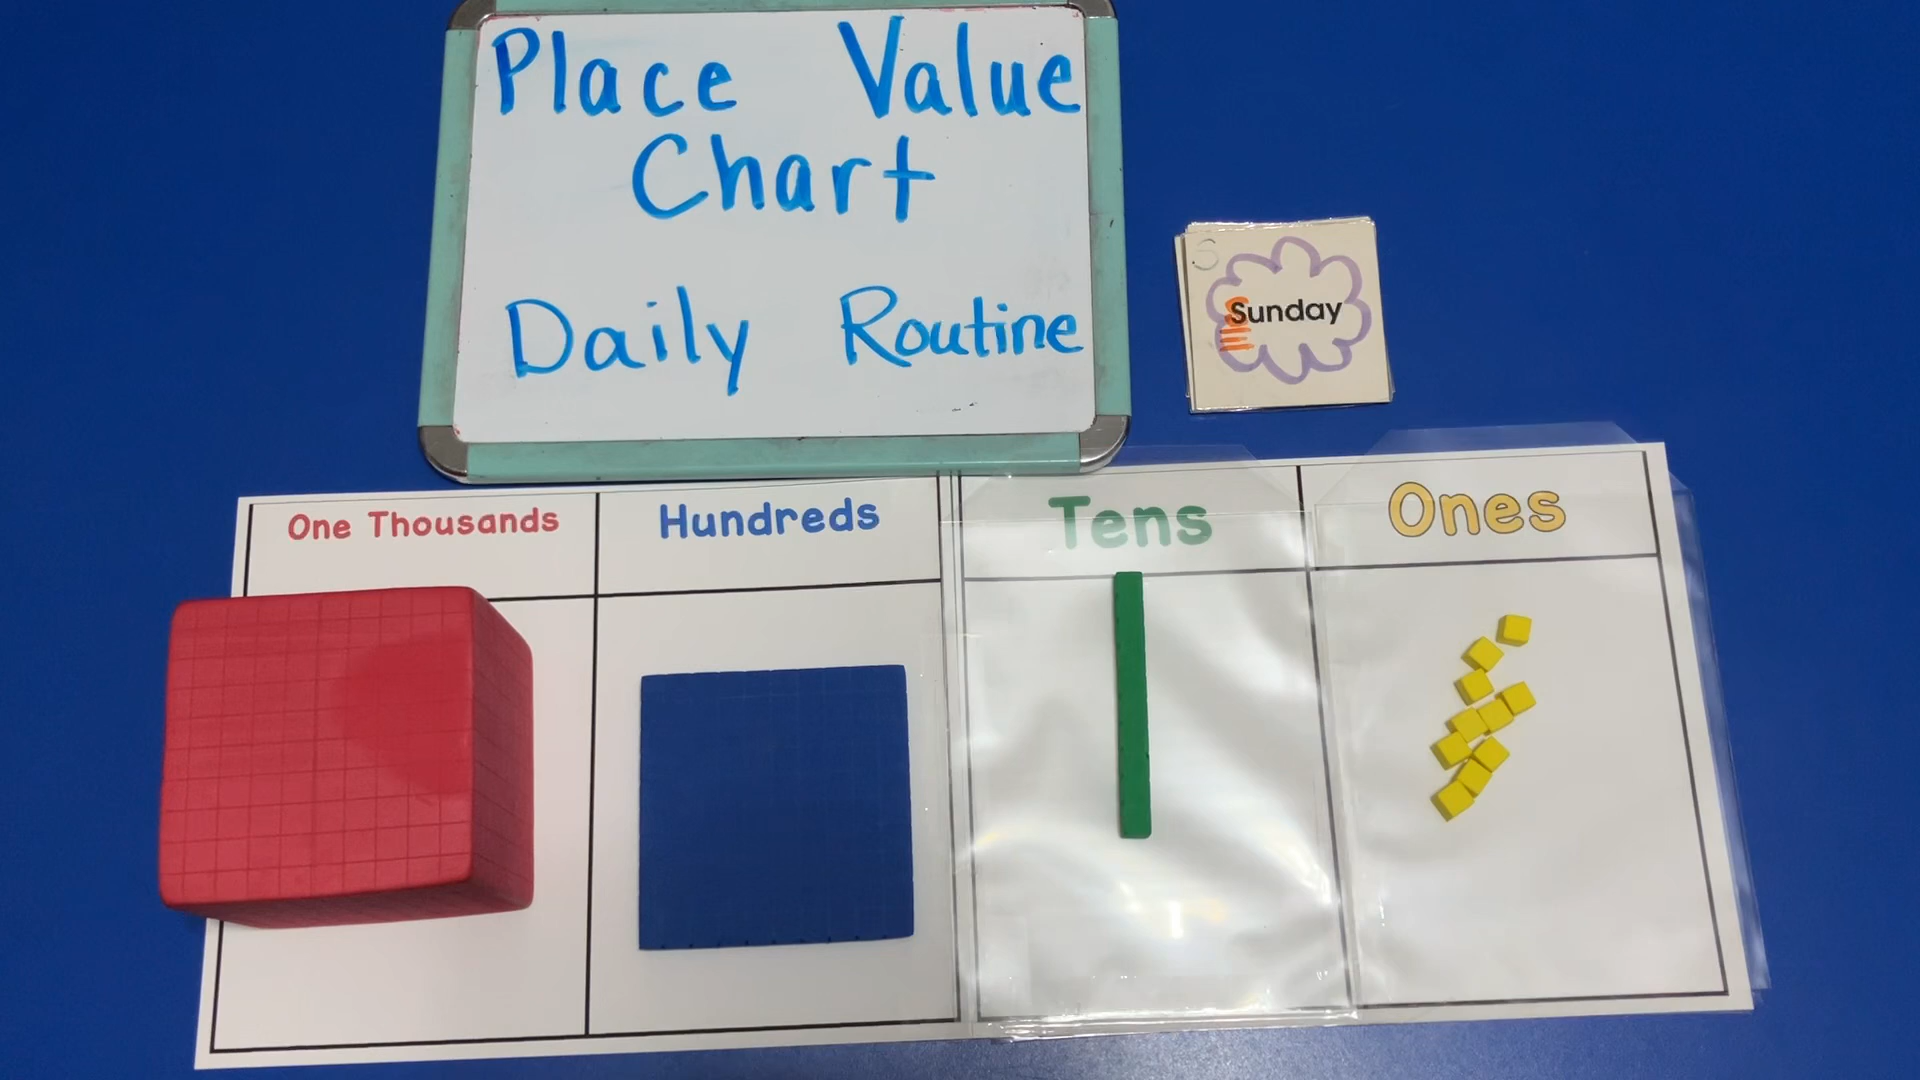 Place Value
Chart
Daily Routine
S
Sunday
One Thousands
Hundreds
Tens
Ones